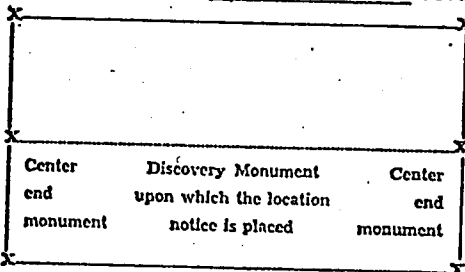 Center Discovery Monument Center
end upon which the location end
monument notice is placed monument